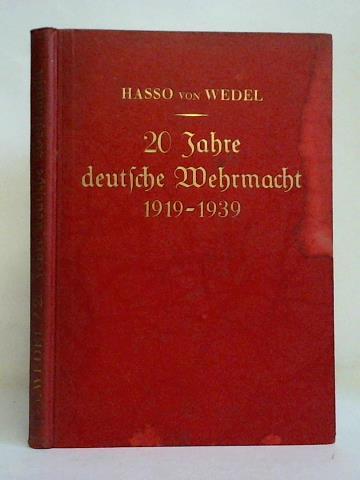 HASSO VON WEDEL
20 Jahre
deutſche Wehrmacht
1919-1939